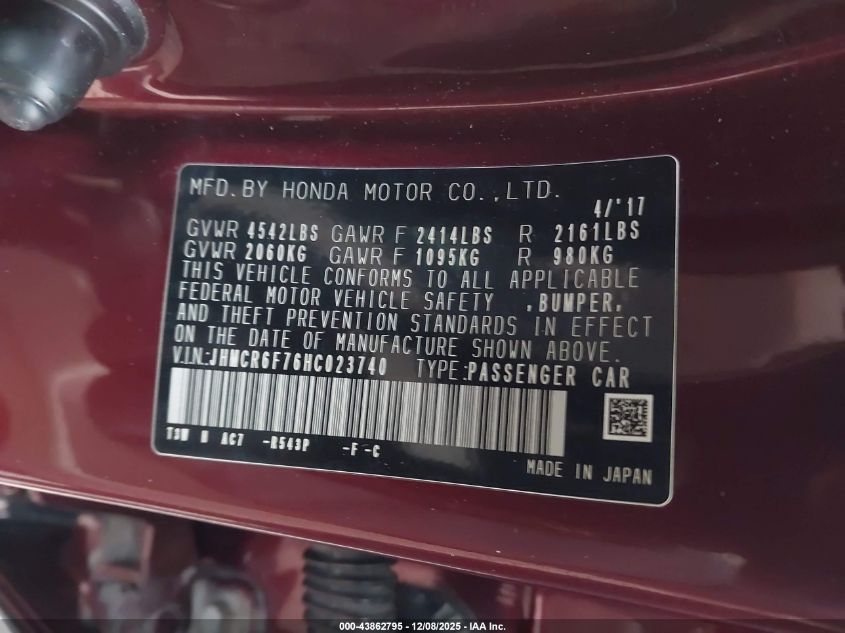 MFD. BY HONDA MOTOR CO.,LTD.
4/'17
GVWR 4542LBS GAWR F 2414LBS R 2161LBS
GVWR 2060KG GAWR F 1095KG R 980KG
THIS VEHICLE CONFORMS TO ALL APPLICABLE
FEDERAL MOTOR VEHICLE SAFETY ,BUMPER,
AND THEFT PREVENTION STANDARDS IN EFFECT
ON THE DATE OF MANUFACTURE SHOWN ABOVE.
V.I.N:JHMCR6F76HC023740 TYPE:PASSENGER CAR
T3W N AC7 -R543P -F -C
MADE IN JAPAN
000-43862795 - 12/08/2025 - IAA Inc.